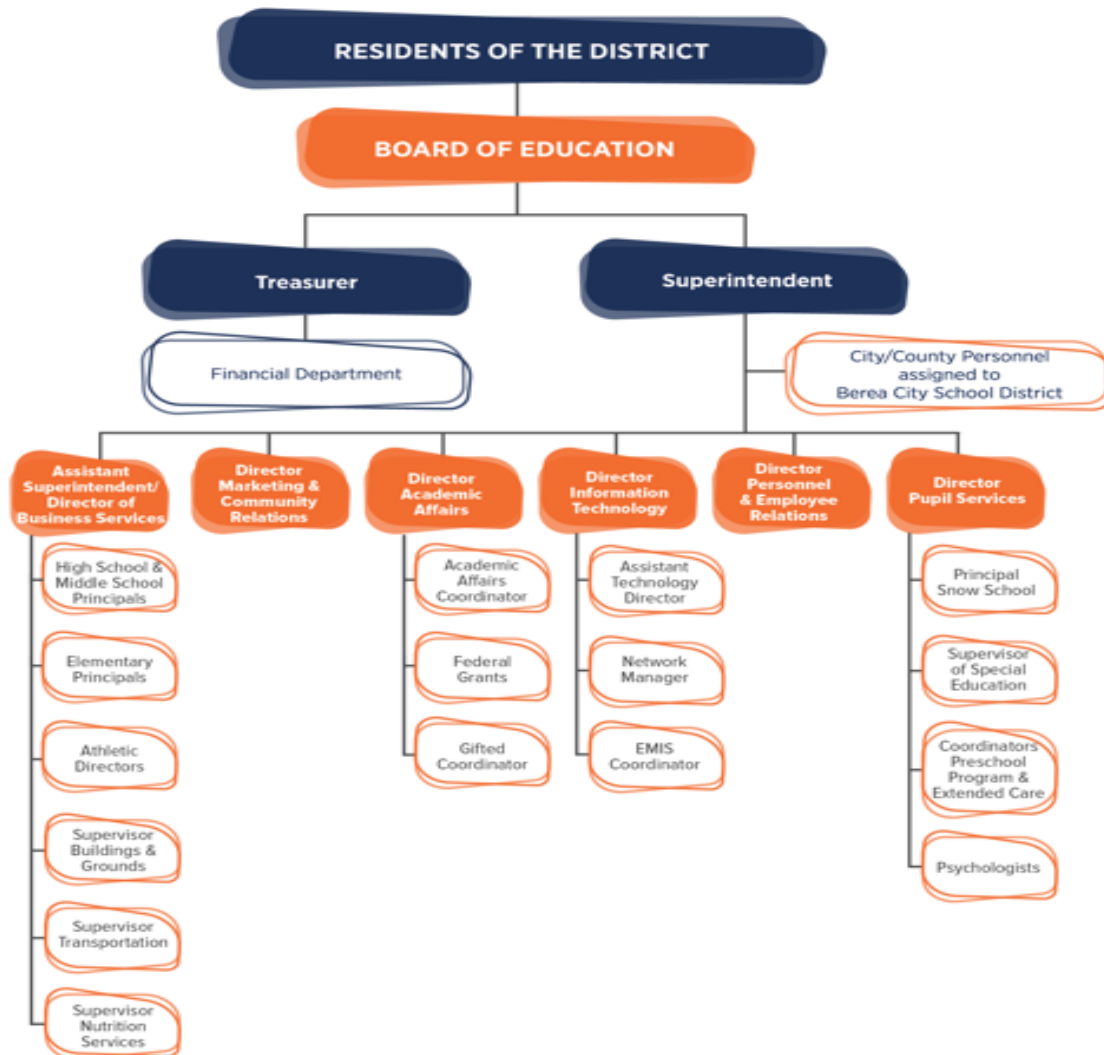 RESIDENTS OF THE DISTRICT
BOARD OF EDUCATION
Treasurer
Superintendent
Financial Department
City/County Personnel
assigned to
Berea City School District
Assistant
Superintendent/
Director of
Business Services
Director
Marketing &
Community
Relations
Director
Academic
Affairs
Director
Information
Technology
Director
Personnel
& Employee
Relations
Director
Pupil Services
High School &
Middle School
Principals
Elementary
Principals
Athletic
Directors
Supervisor
Buildings &
Grounds
Supervisor
Transportation
Supervisor
Nutrition
Services
Academic
Affairs
Coordinator
Federal
Grants
Gifted
Coordinator
Assistant
Technology
Director
Network
Manager
EMIS
Coordinator
Principal
Snow School
Supervisor
of Special
Education
Coordinators
Preschool
Program &
Extended Care
Psychologists